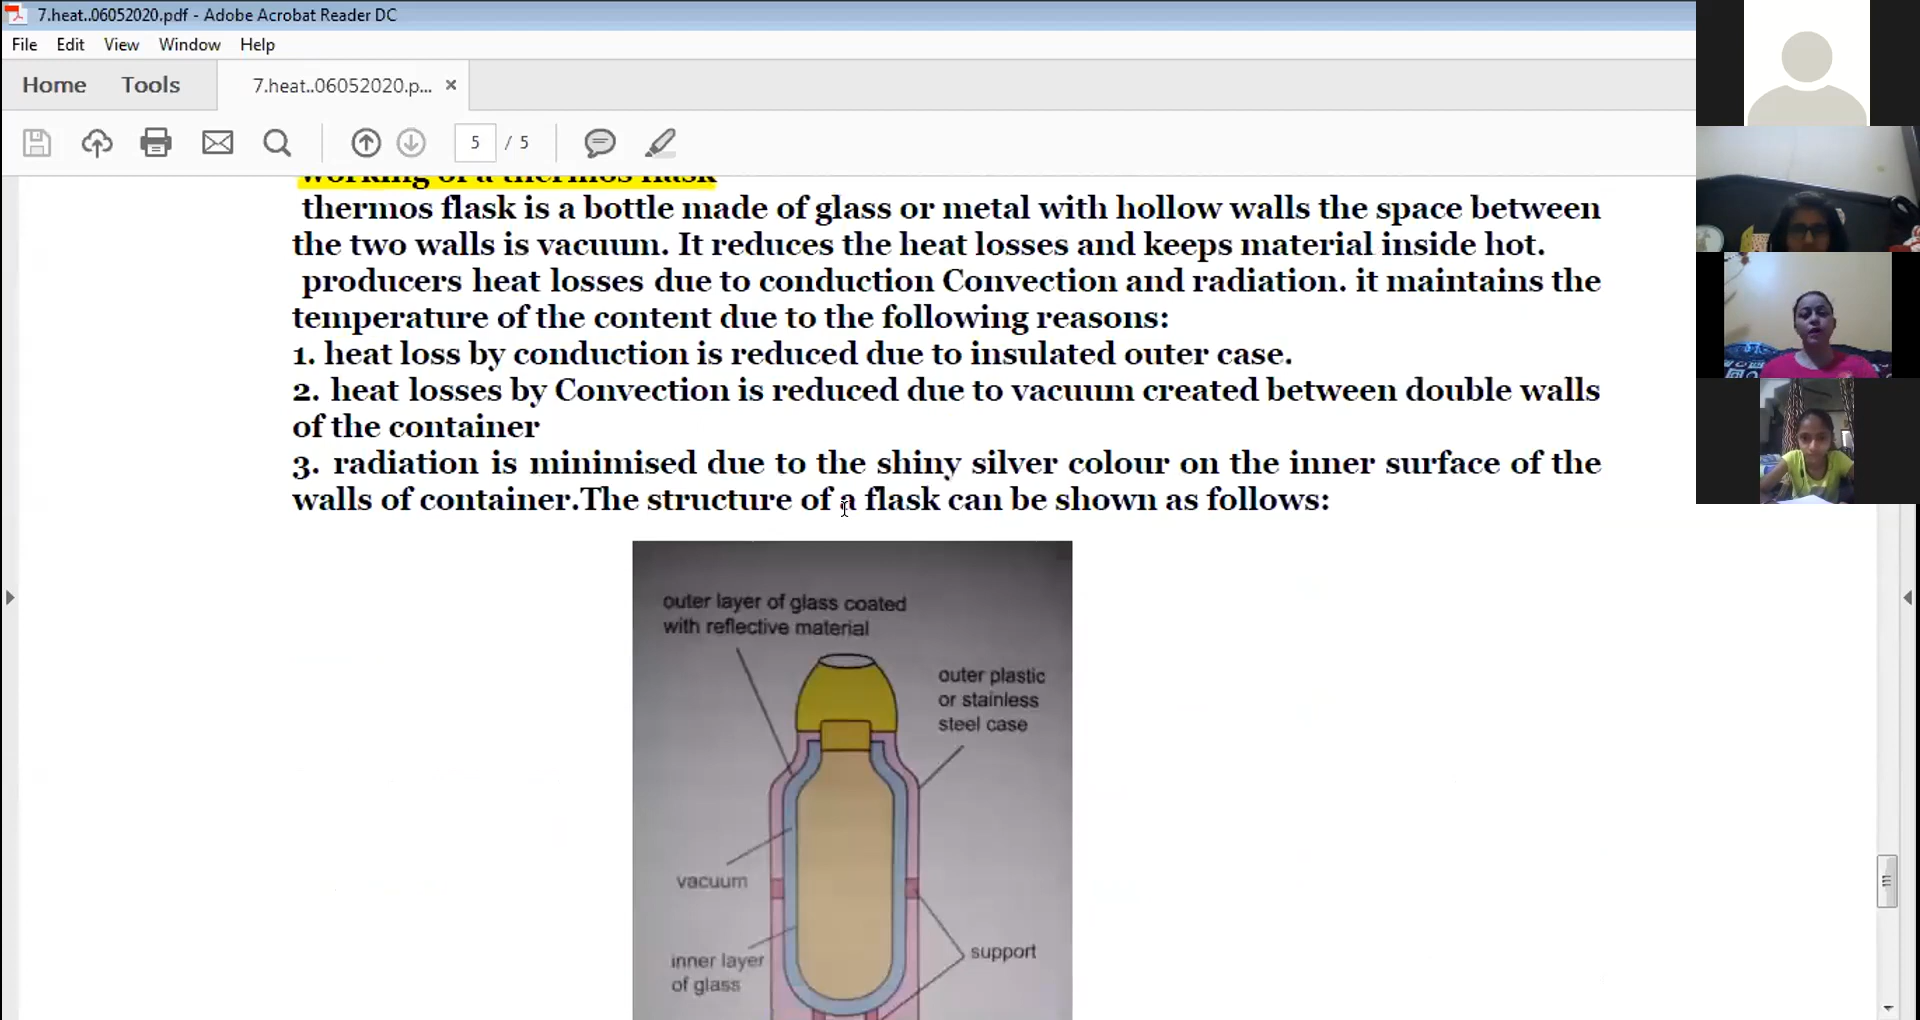 7.heat..06052020.pdf - Adobe Acrobat Reader DC
File Edit View Window Help
Home Tools 7.heat..06052020.p... ×
5 / 5
working of a thermos flask
thermos flask is a bottle made of glass or metal with hollow walls the space between
the two walls is vacuum. It reduces the heat losses and keeps material inside hot.
producers heat losses due to conduction Convection and radiation. it maintains the
temperature of the content due to the following reasons:
1. heat loss by conduction is reduced due to insulated outer case.
2. heat losses by Convection is reduced due to vacuum created between double walls
of the container
3. radiation is minimised due to the shiny silver colour on the inner surface of the
walls of container.The structure of a flask can be shown as follows:
outer layer of glass coated
with reflective material
outer plastic
or stainless
steel case
vacuum
support
inner layer
of glass